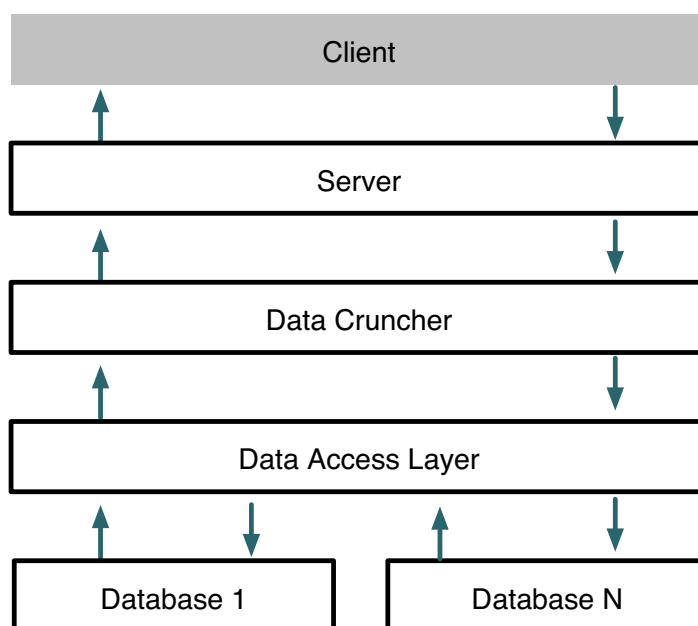 Client
Server
Data Cruncher
Data Access Layer
Database 1
Database N